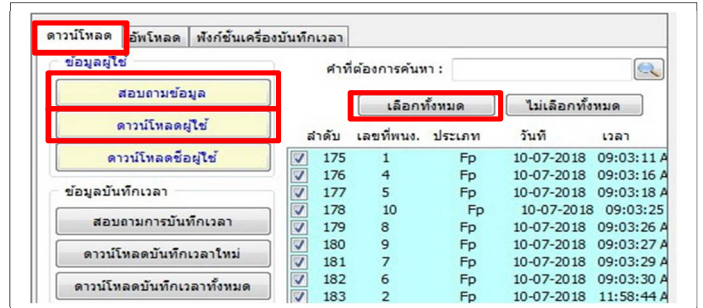 ดาวน์โหลด อัพโหลด ฟังก์ชั่นเครื่องบันทึกเวลา
ข้อมูลผู้ใช้
สอบถามข้อมูล
ดาวน์โหลดผู้ใช้
ดาวน์โหลดชื่อผู้ใช้
ข้อมูลบันทึกเวลา
สอบถามการบันทึกเวลา
ดาวน์โหลดบันทึกเวลาใหม่
ดาวน์โหลดบันทึกเวลาทั้งหมด
คำที่ต้องการค้นหา :
เลือกทั้งหมด ไม่เลือกทั้งหมด
ลำดับ เลขที่พนง. ประเภท วันที่ เวลา
175 1 Fp 10-07-2018 09:03:11 A
176 4 Fp 10-07-2018 09:03:16 A
177 5 Fp 10-07-2018 09:03:18 A
178 10 Fp 10-07-2018 09:03:25
179 8 Fp 10-07-2018 09:03:26 A
180 9 Fp 10-07-2018 09:03:27 A
181 7 Fp 10-07-2018 09:03:29 A
182 6 Fp 10-07-2018 09:03:30 A
183 2 Fp 10-07-2018 11:58:44 A